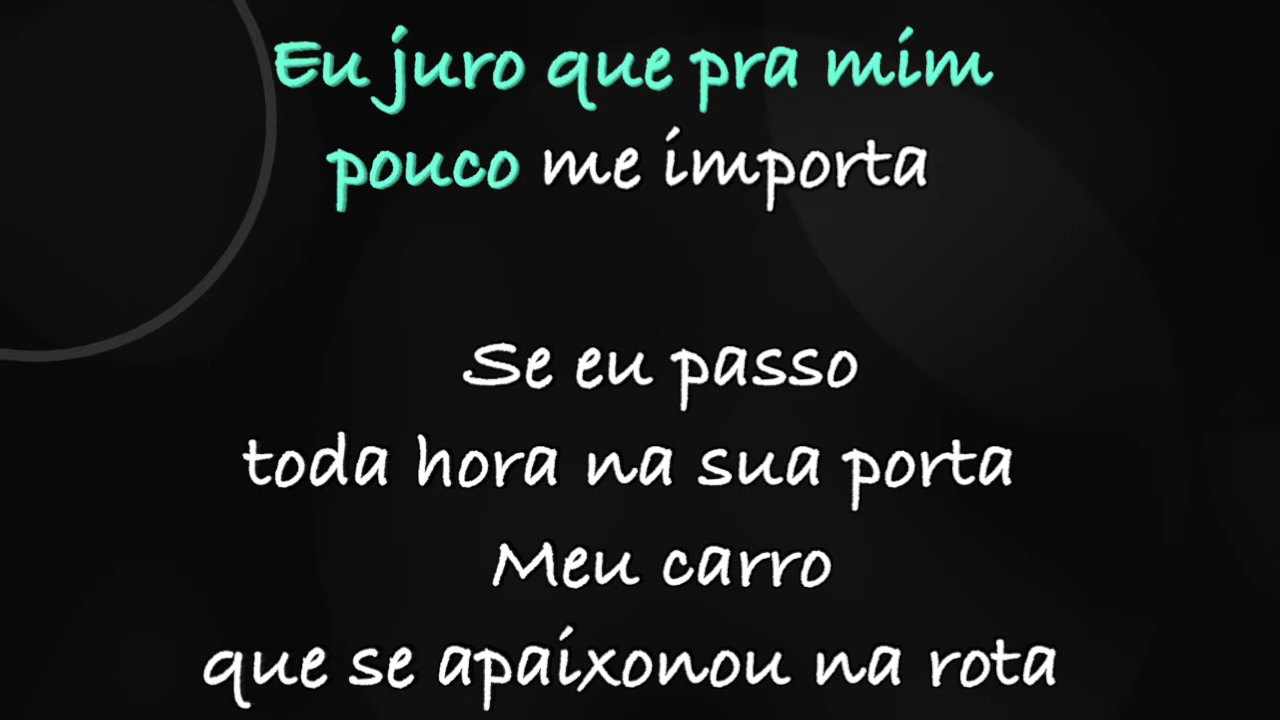 Eu juro que pra mim
pouco me importa
Se eu passo
toda hora na sua porta
Meu carro
que se apaixonou na rota